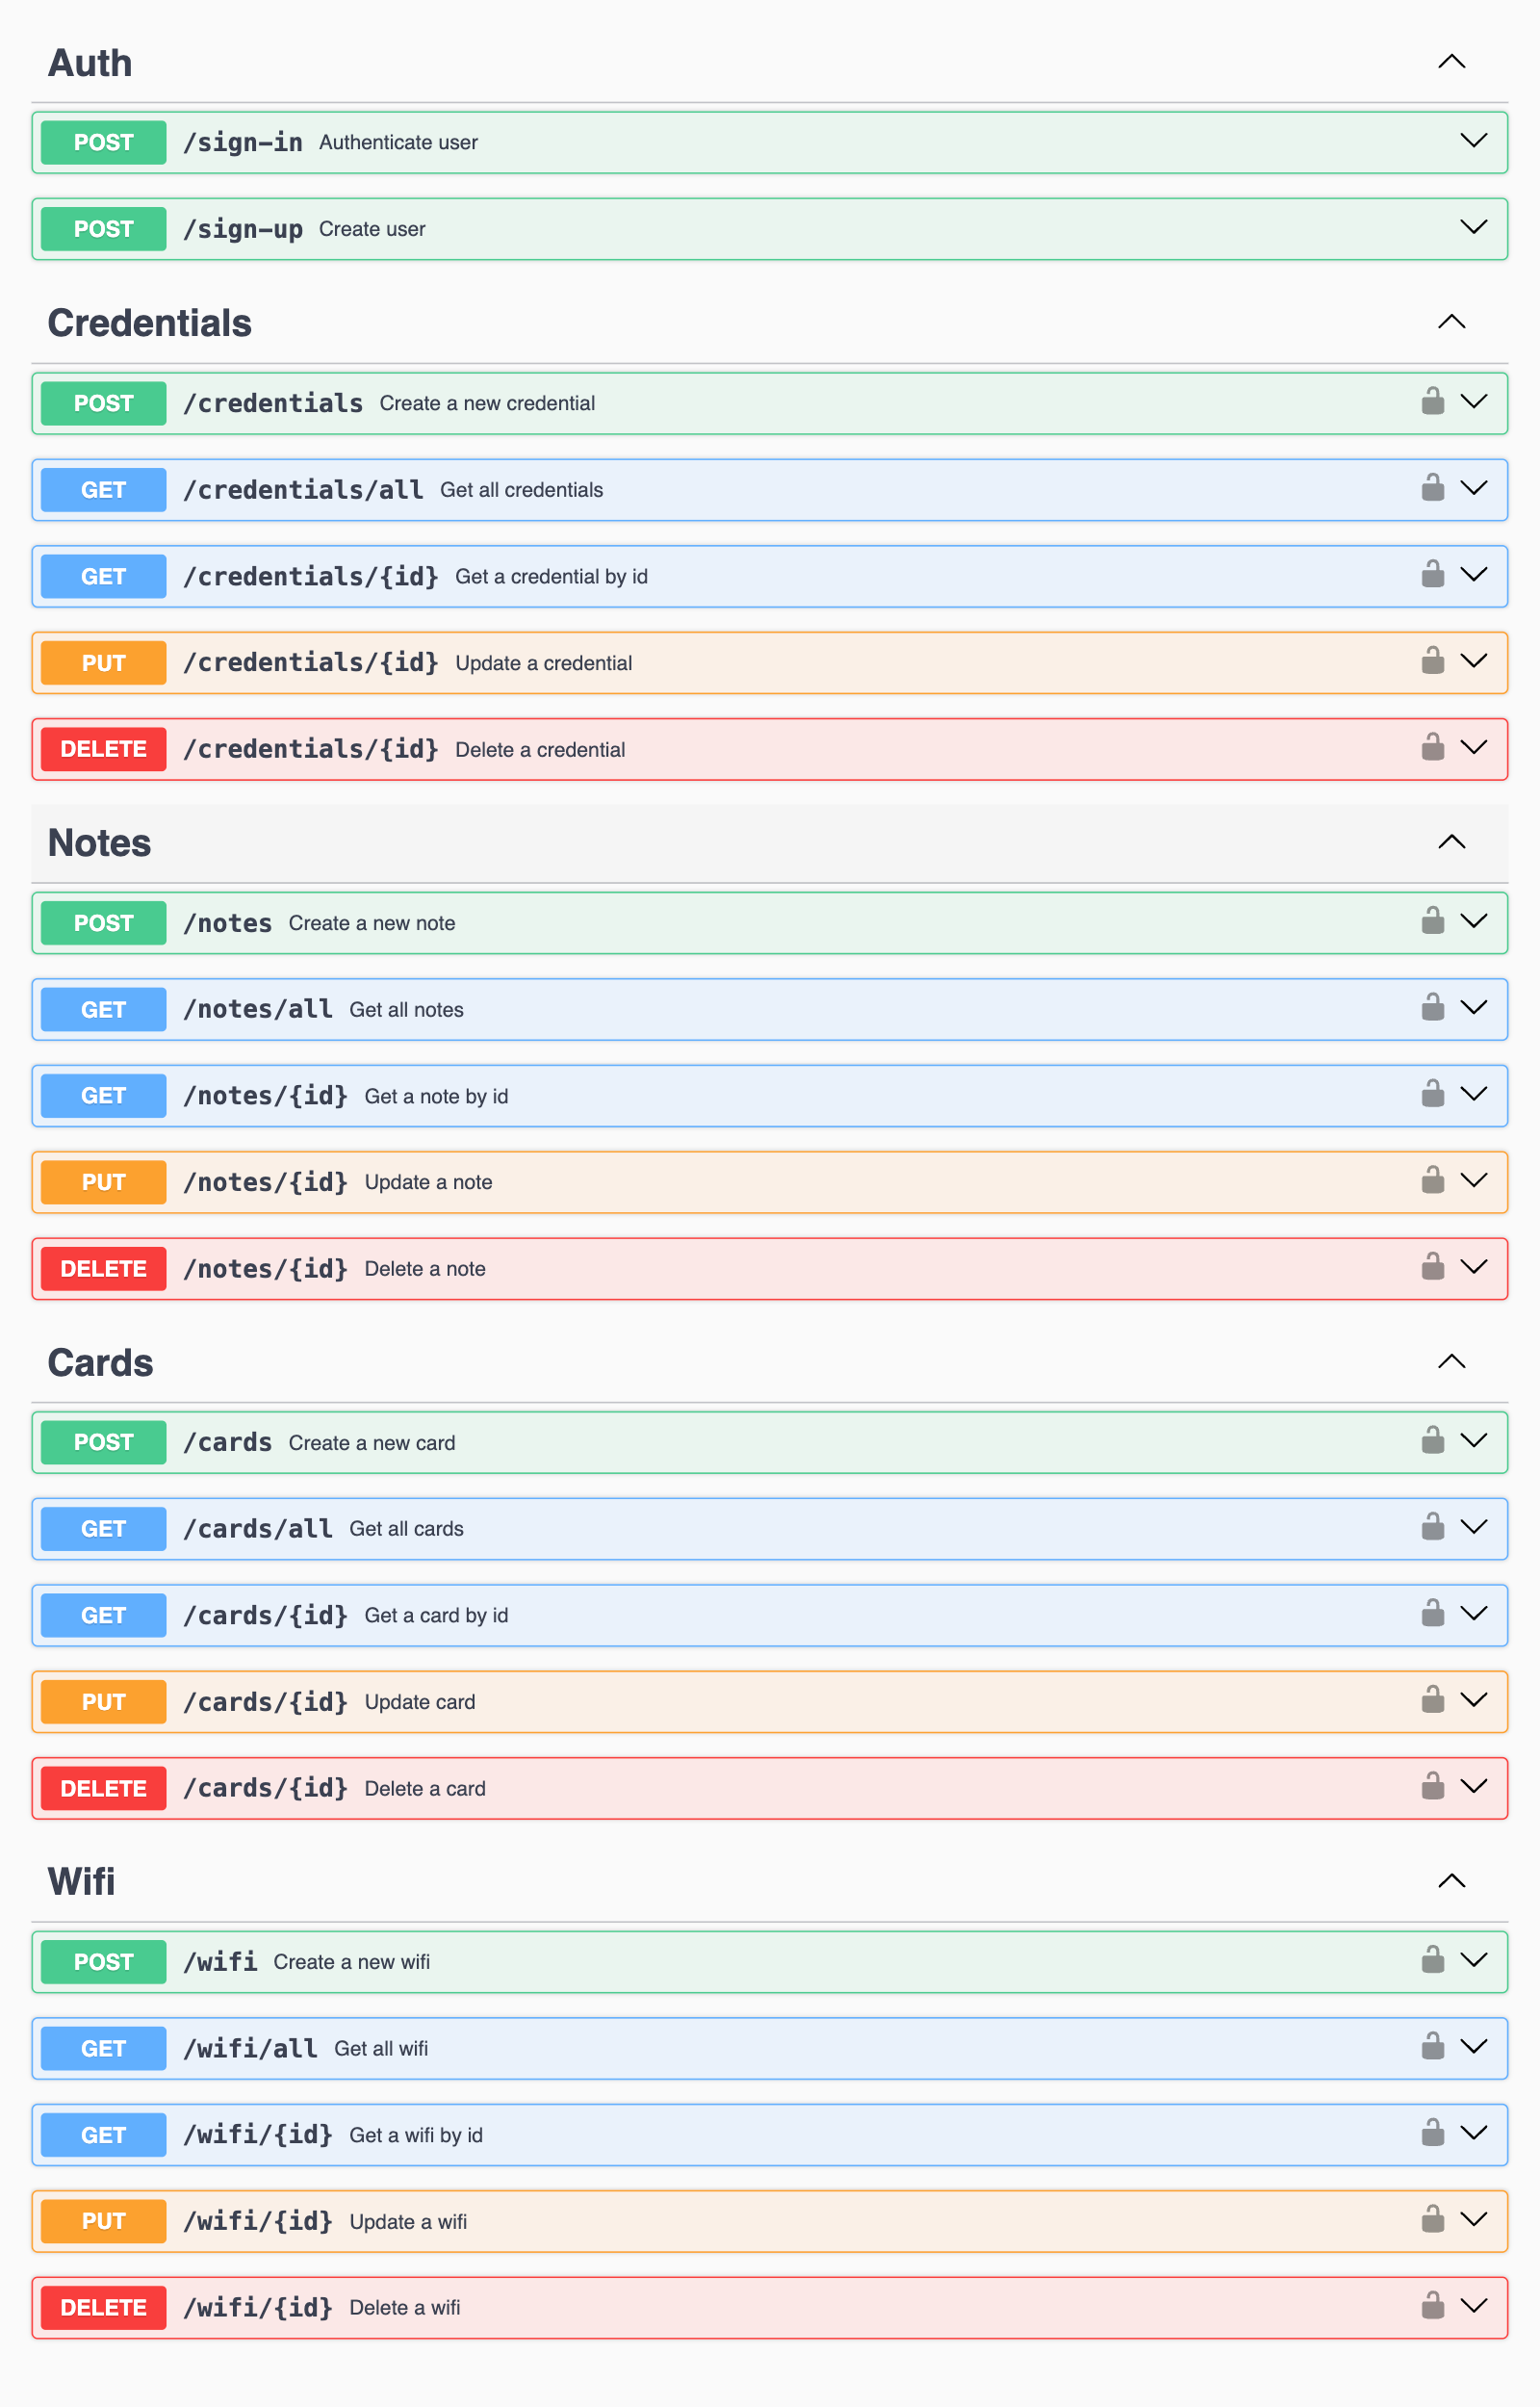 Auth
POST /sign-in Authenticate user
POST /sign-up Create user
Credentials
POST /credentials Create a new credential
GET /credentials/all Get all credentials
GET /credentials/{id} Get a credential by id
PUT /credentials/{id} Update a credential
DELETE /credentials/{id} Delete a credential
Notes
POST /notes Create a new note
GET /notes/all Get all notes
GET /notes/{id} Get a note by id
PUT /notes/{id} Update a note
DELETE /notes/{id} Delete a note
Cards
POST /cards Create a new card
GET /cards/all Get all cards
GET /cards/{id} Get a card by id
PUT /cards/{id} Update card
DELETE /cards/{id} Delete a card
Wifi
POST /wifi Create a new wifi
GET /wifi/all Get all wifi
GET /wifi/{id} Get a wifi by id
PUT /wifi/{id} Update a wifi
DELETE /wifi/{id} Delete a wifi